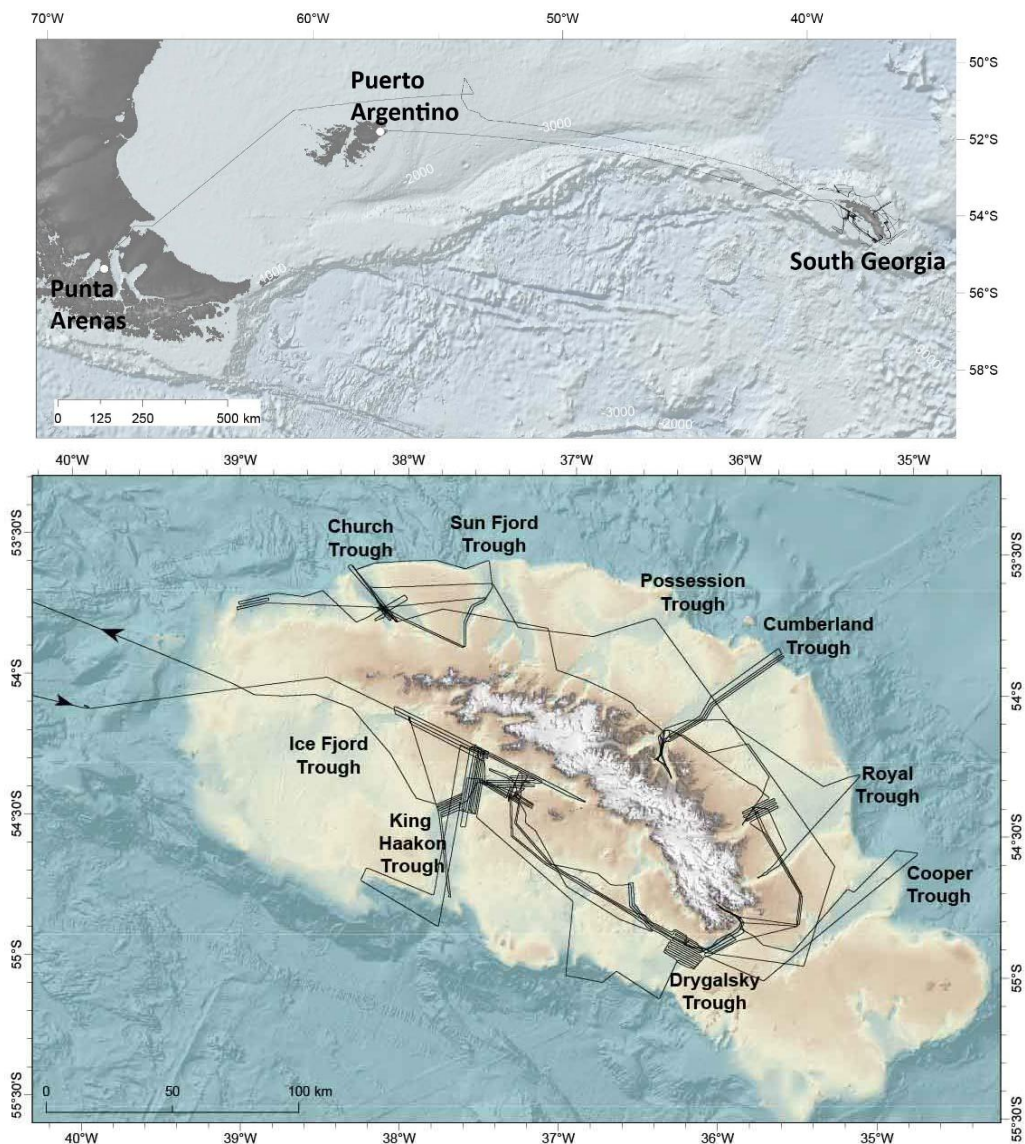 70°W 60°W 50°W 40°W
50°S
Puerto
Argentino
-3000
52°S
-2000
54°S
South Georgia
-1000
Punta
Arenas
56°S
58°S
0 125 250 500 km
-3000
-2000
40°W 39°W 38°W 37°W 36°W 35°W
53°30'S
53°30'S
Church
Trough
Sun Fjord
Trough
Possession
Trough
Cumberland
Trough
54°S
54°S
Ice Fjord
Trough
Royal
Trough
54°30'S
54°30'S
King
Haakon
Trough
Cooper
Trough
55°S
55°S
Drygalsky
Trough
0 50 100 km
55°30'S
55°30'S
40°W 39°W 38°W 37°W 36°W